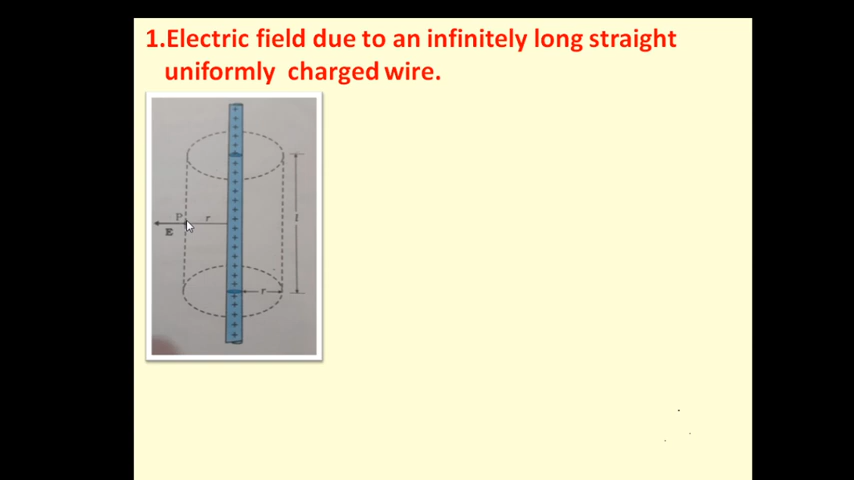 1.Electric field due to an infinitely long straight
uniformly charged wire.
P r
E
r